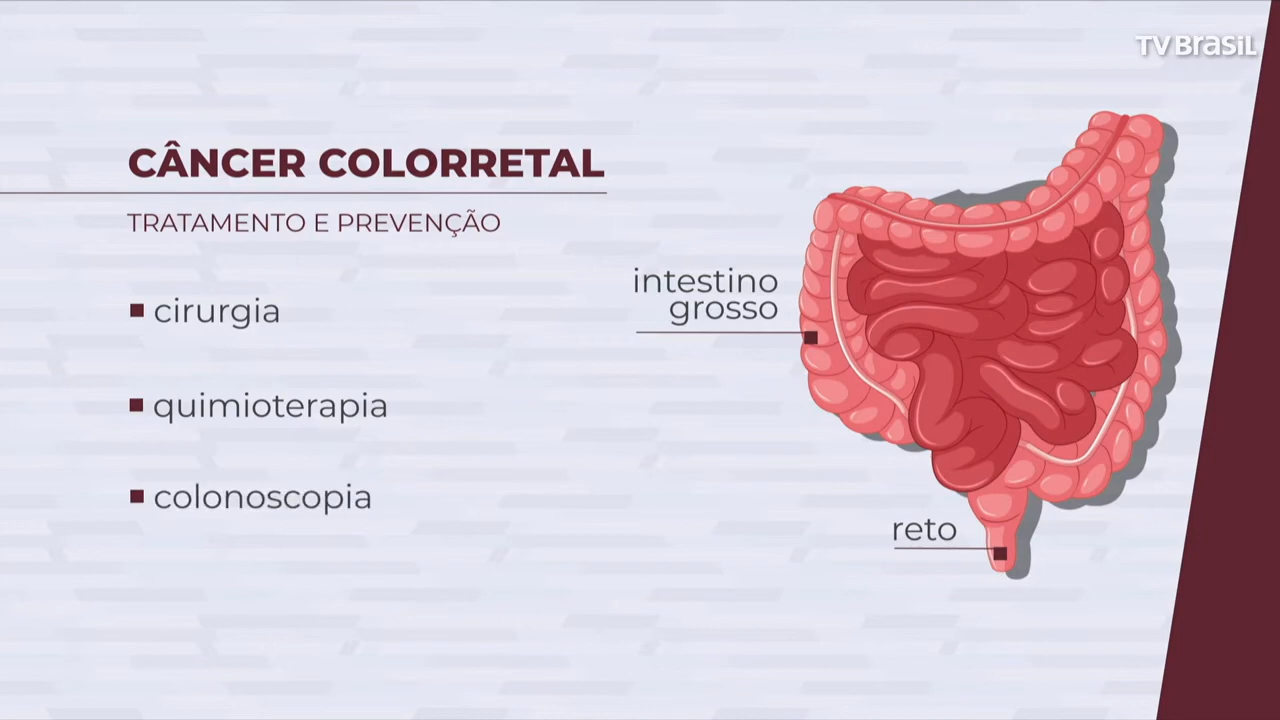 TV BRASIL
CÂNCER COLORRETAL
TRATAMENTO E PREVENÇÃO
cirurgia
quimioterapia
colonoscopia
intestino
grosso
reto